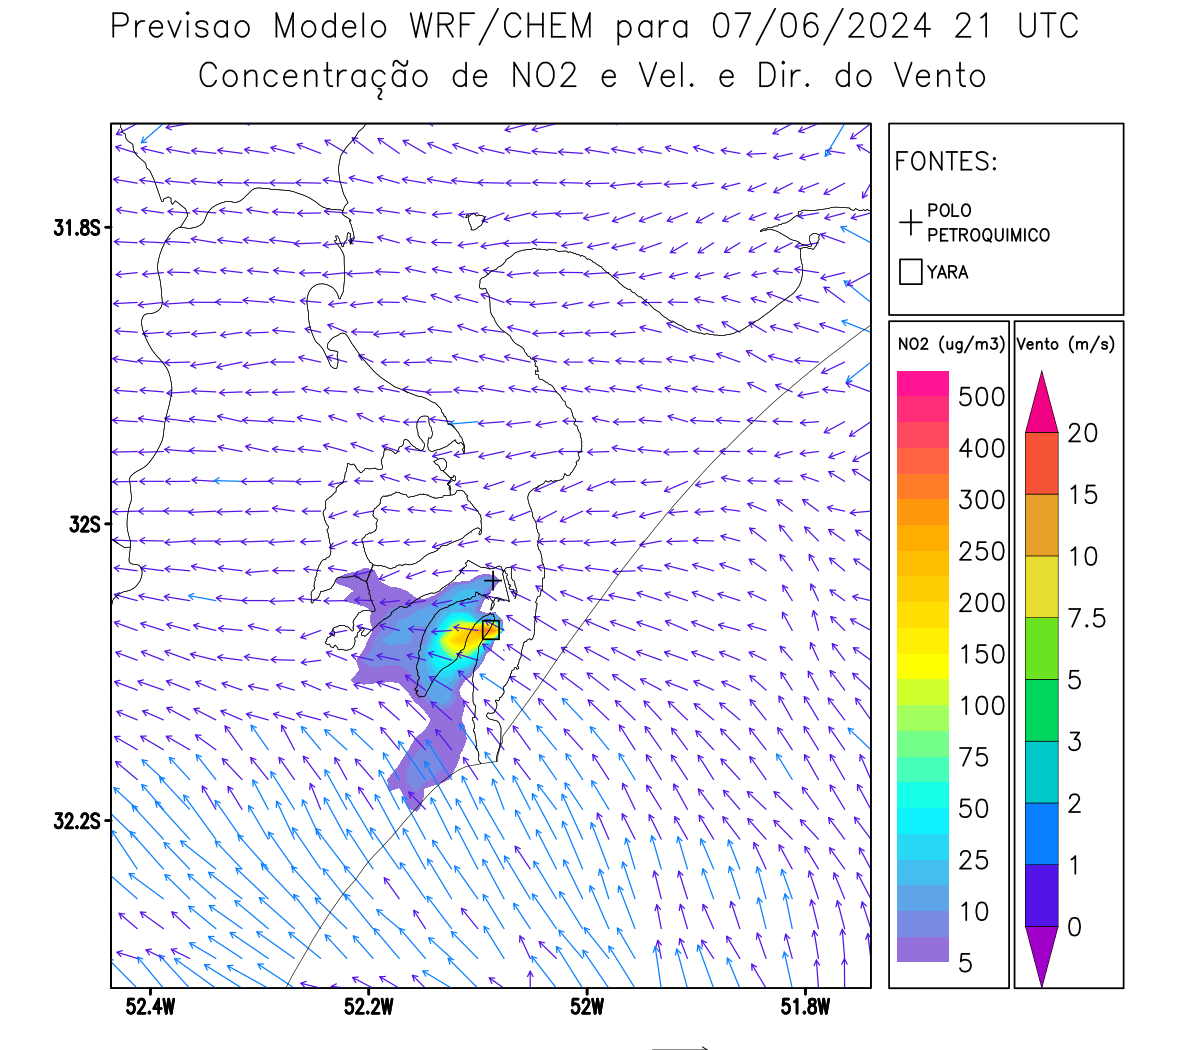 Previsao Modelo WRF/CHEM para 07/06/2024 21 UTC
Concentração de NO2 e Vel. e Dir. do Vento
FONTES:
POLO
PETROQUIMICO
YARA
NO2 (ug/m3)
500
400
300
250
200
150
100
75
50
25
10
5
Vento (m/s)
20
15
10
7.5
5
3
2
1
0
31.8S
32S
32.2S
52.4W
52.2W
52W
51.8W